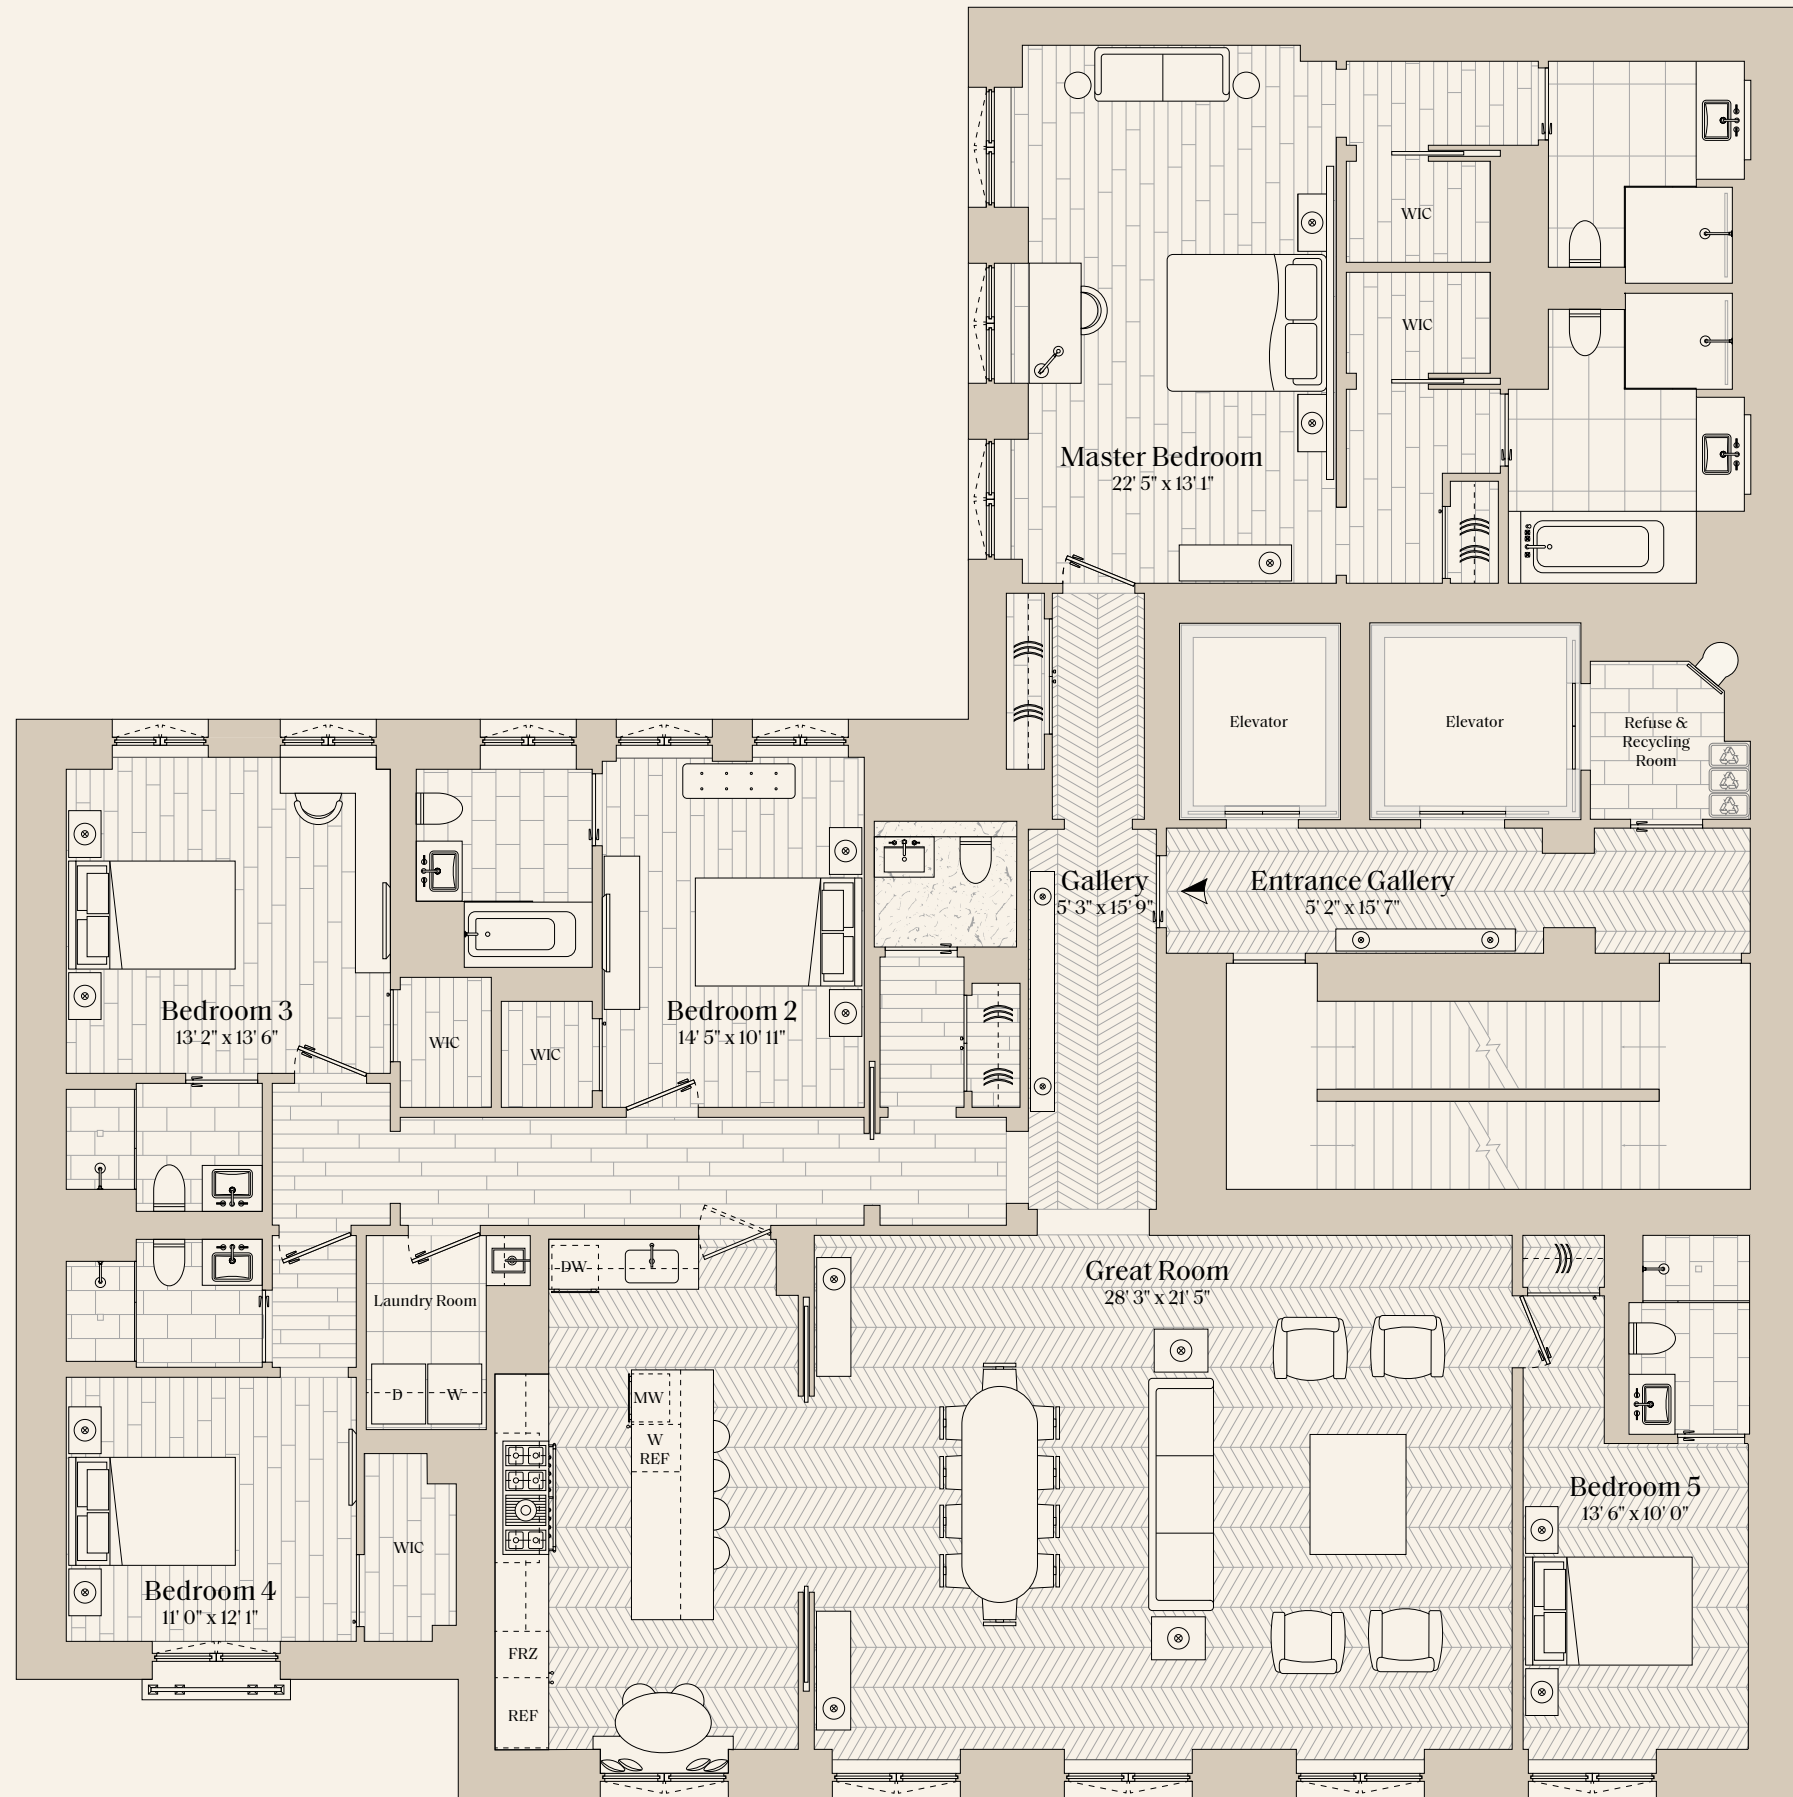 WIC
WIC
Master Bedroom
22' 5" x 13' 1"
Elevator
Elevator
Refuse &
Recycling
Room
Gallery
5' 3" x 15' 9"
Entrance Gallery
5' 2" x 15' 7"
Bedroom 3
13' 2" x 13' 6"
WIC
WIC
Bedroom 2
14' 5" x 10' 11"
Laundry Room
D
W
DW
Great Room
28' 3" x 21' 5"
MW
W
REF
Bedroom 5
13' 6" x 10' 0"
WIC
Bedroom 4
11' 0" x 12' 1"
FRZ
REF